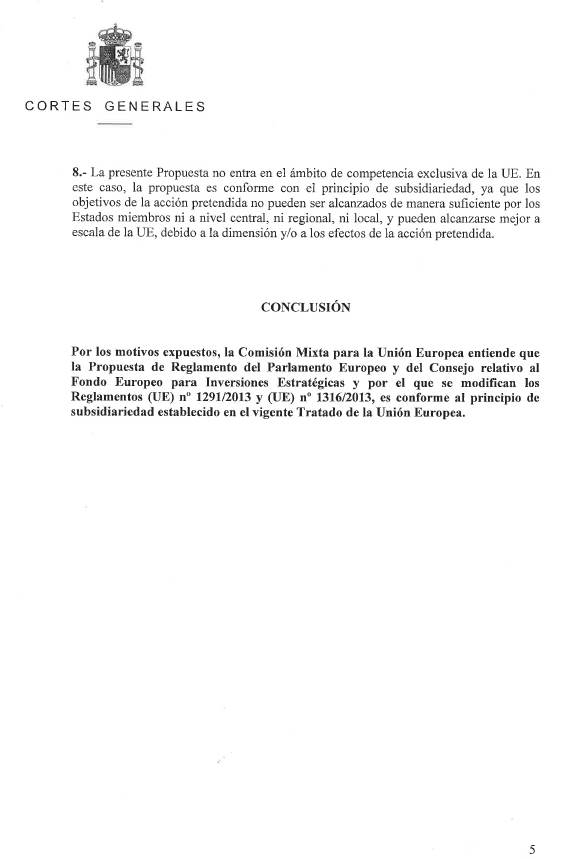 CORTES GENERALES
8.- La presente Propuesta no entra en el ámbito de competencia exclusiva de la UE. En
este caso, la propuesta es conforme con el principio de subsidiariedad, ya que los
objetivos de la acción pretendida no pueden ser alcanzados de manera suficiente por los
Estados miembros ni a nivel central, ni regional, ni local, y pueden alcanzarse mejor a
escala de la UE, debido a la dimensión y/o a los efectos de la acción pretendida.
CONCLUSIÓN
Por los motivos expuestos, la Comisión Mixta para la Unión Europea entiende que
la Propuesta de Reglamento del Parlamento Europeo y del Consejo relativo al
Fondo Europeo para Inversiones Estratégicas y por el que se modifican los
Reglamentos (UE) nº 1291/2013 y (UE) nº 1316/2013, es conforme al principio de
subsidiariedad establecido en el vigente Tratado de la Unión Europea.
5